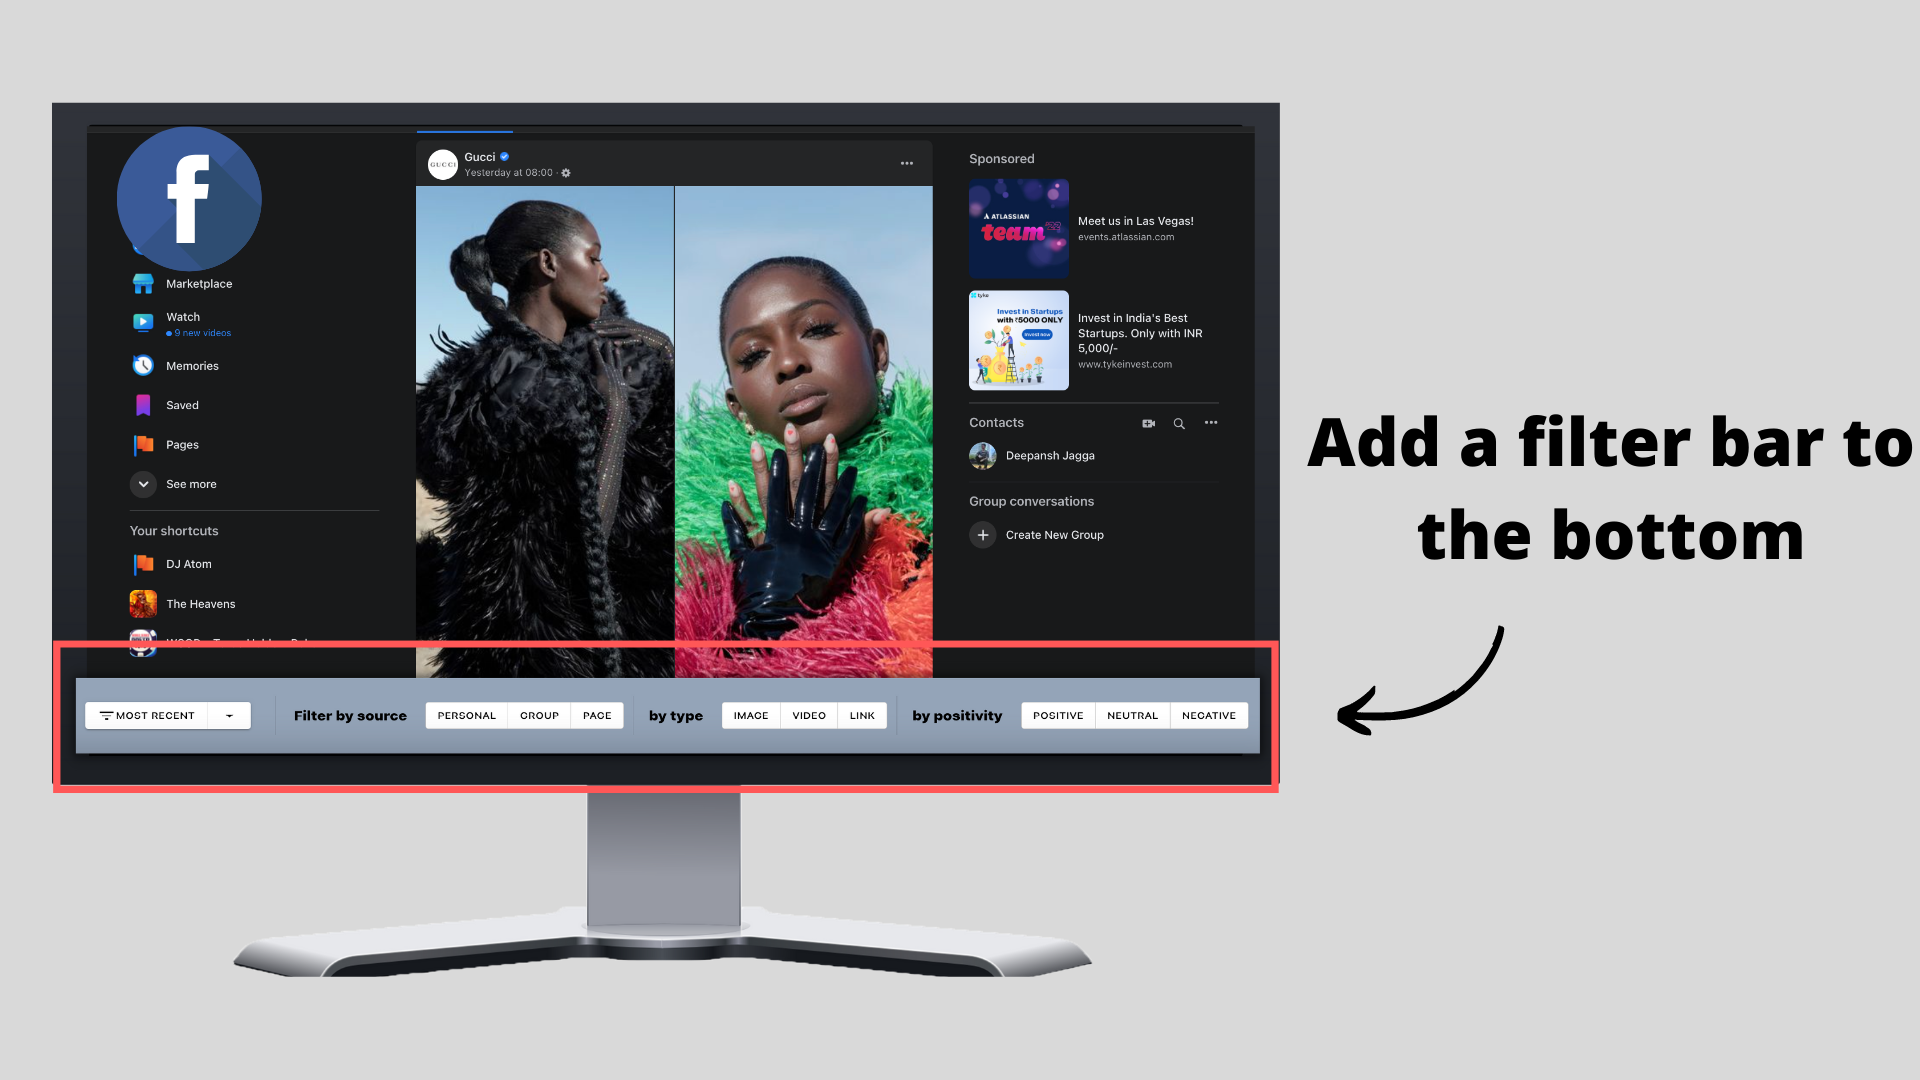 f
Marketplace
Watch
9 new videos
Memories
Saved
Pages
See more
Your shortcuts
DJ Atom
The Heavens
GUCCI
Gucci
Yesterday at 08:00 ·
Sponsored
ATLASSIAN
team
Meet us in Las Vegas!
events.atlassian.com
tyke
Invest in Startups
with ₹5000 ONLY
Invest now
Invest in India's Best
Startups. Only with INR
5,000/-
www.tykeinvest.com
Contacts
Deepansh Jagga
Group conversations
Create New Group
MOST RECENT
Filter by source
PERSONAL GROUP PAGE
by type
IMAGE VIDEO LINK
by positivity
POSITIVE NEUTRAL NEGATIVE
Add a filter bar to
the bottom